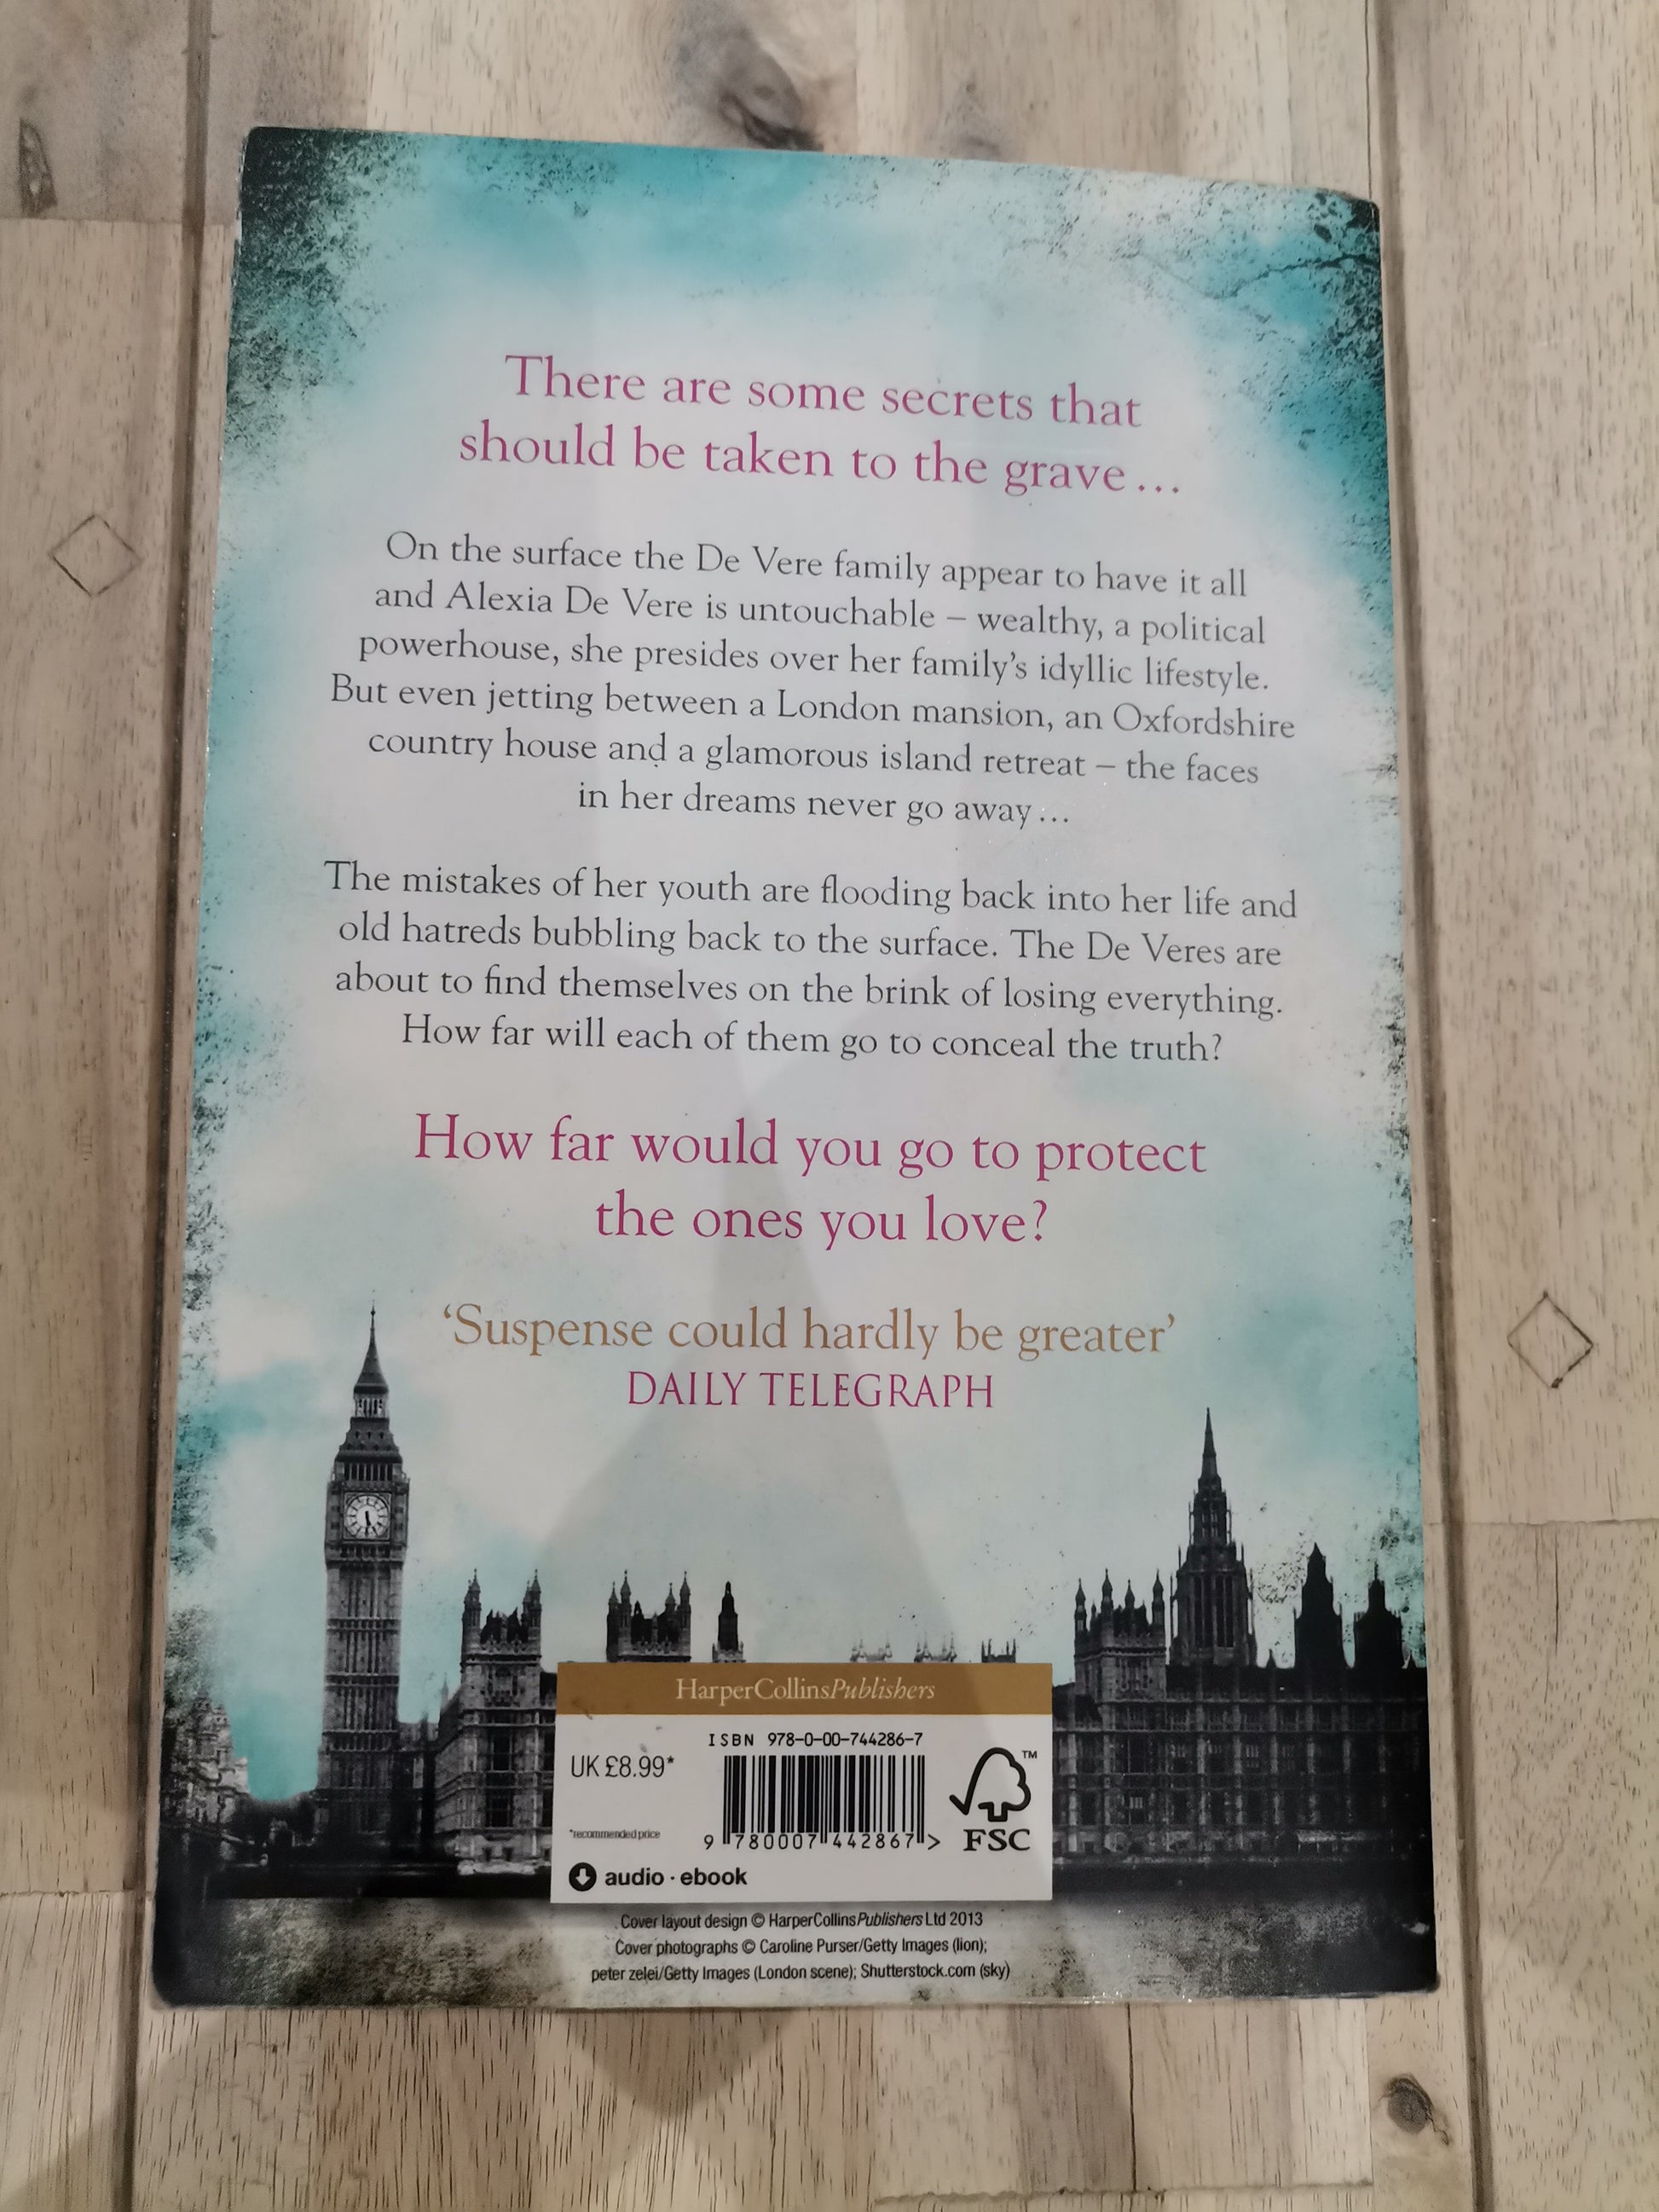 There are some secrets that
should be taken to the grave…
On the surface the De Vere family appear to have it all
and Alexia De Vere is untouchable – wealthy, a political
powerhouse, she presides over her family’s idyllic lifestyle.
But even jetting between a London mansion, an Oxfordshire
country house and a glamorous island retreat – the faces
in her dreams never go away…
The mistakes of her youth are flooding back into her life and
old hatreds bubbling back to the surface. The De Veres are
about to find themselves on the brink of losing everything.
How far will each of them go to conceal the truth?
How far would you go to protect
the ones you love?
‘Suspense could hardly be greater’
DAILY TELEGRAPH
HarperCollinsPublishers
ISBN 978-0-00-744286-7
UK £8.99*
*recommended price
9 780007 442867 >
FSC
™
audio · ebook
Cover layout design © HarperCollinsPublishers Ltd 2013
Cover photographs © Caroline Purser/Getty Images (lion);
peter zelei/Getty Images (London scene); Shutterstock.com (sky)